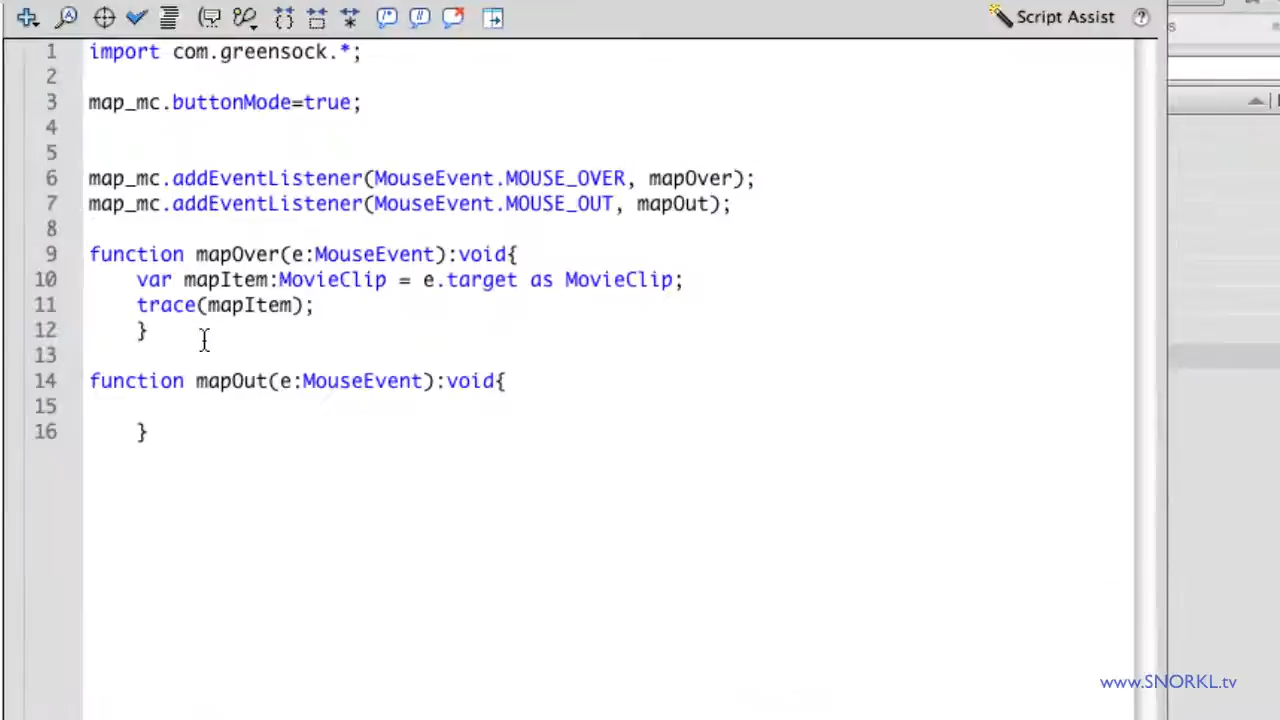 Script Assist
1 import com.greensock.*;
2
3 map_mc.buttonMode=true;
4
5
6 map_mc.addEventListener(MouseEvent.MOUSE_OVER, mapOver);
7 map_mc.addEventListener(MouseEvent.MOUSE_OUT, mapOut);
8
9 function mapOver(e:MouseEvent):void{
10 var mapItem:MovieClip = e.target as MovieClip;
11 trace(mapItem);
12 }
13
14 function mapOut(e:MouseEvent):void{
15
16 }
www.SNORKL.tv